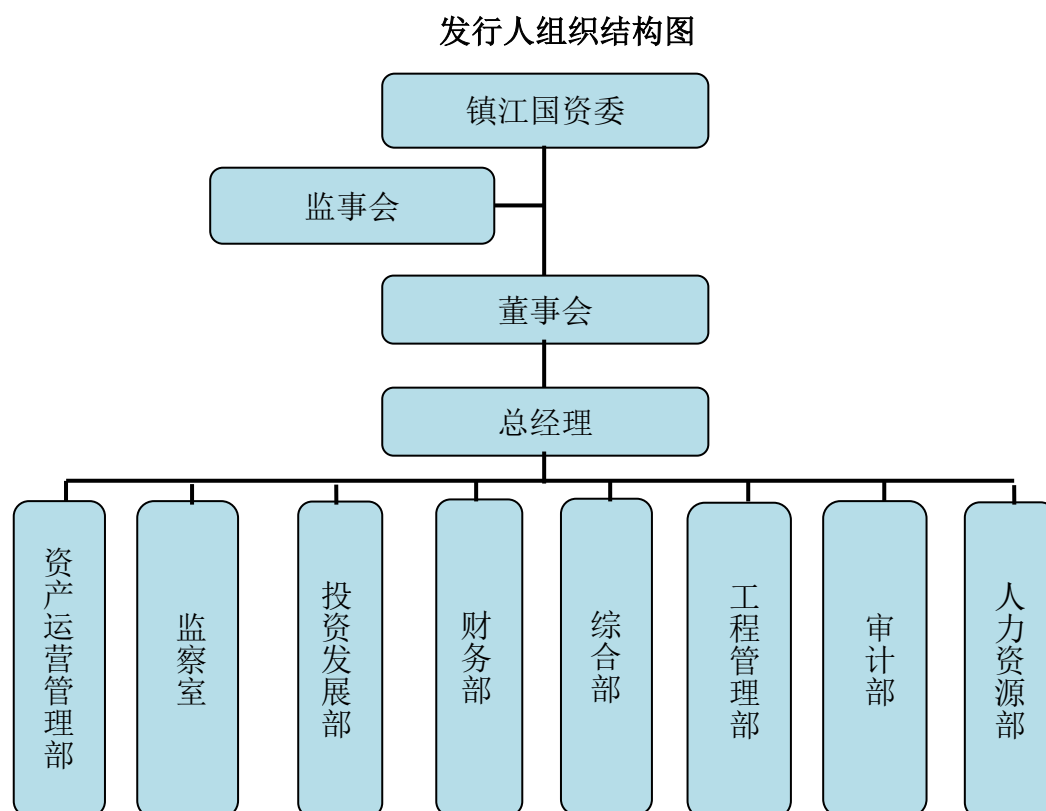 发行人组织结构图
镇江国资委
监事会
董事会
总经理
资产运营管理部
监察室
投资发展部
财务部
综合部
工程管理部
审计部
人力资源部